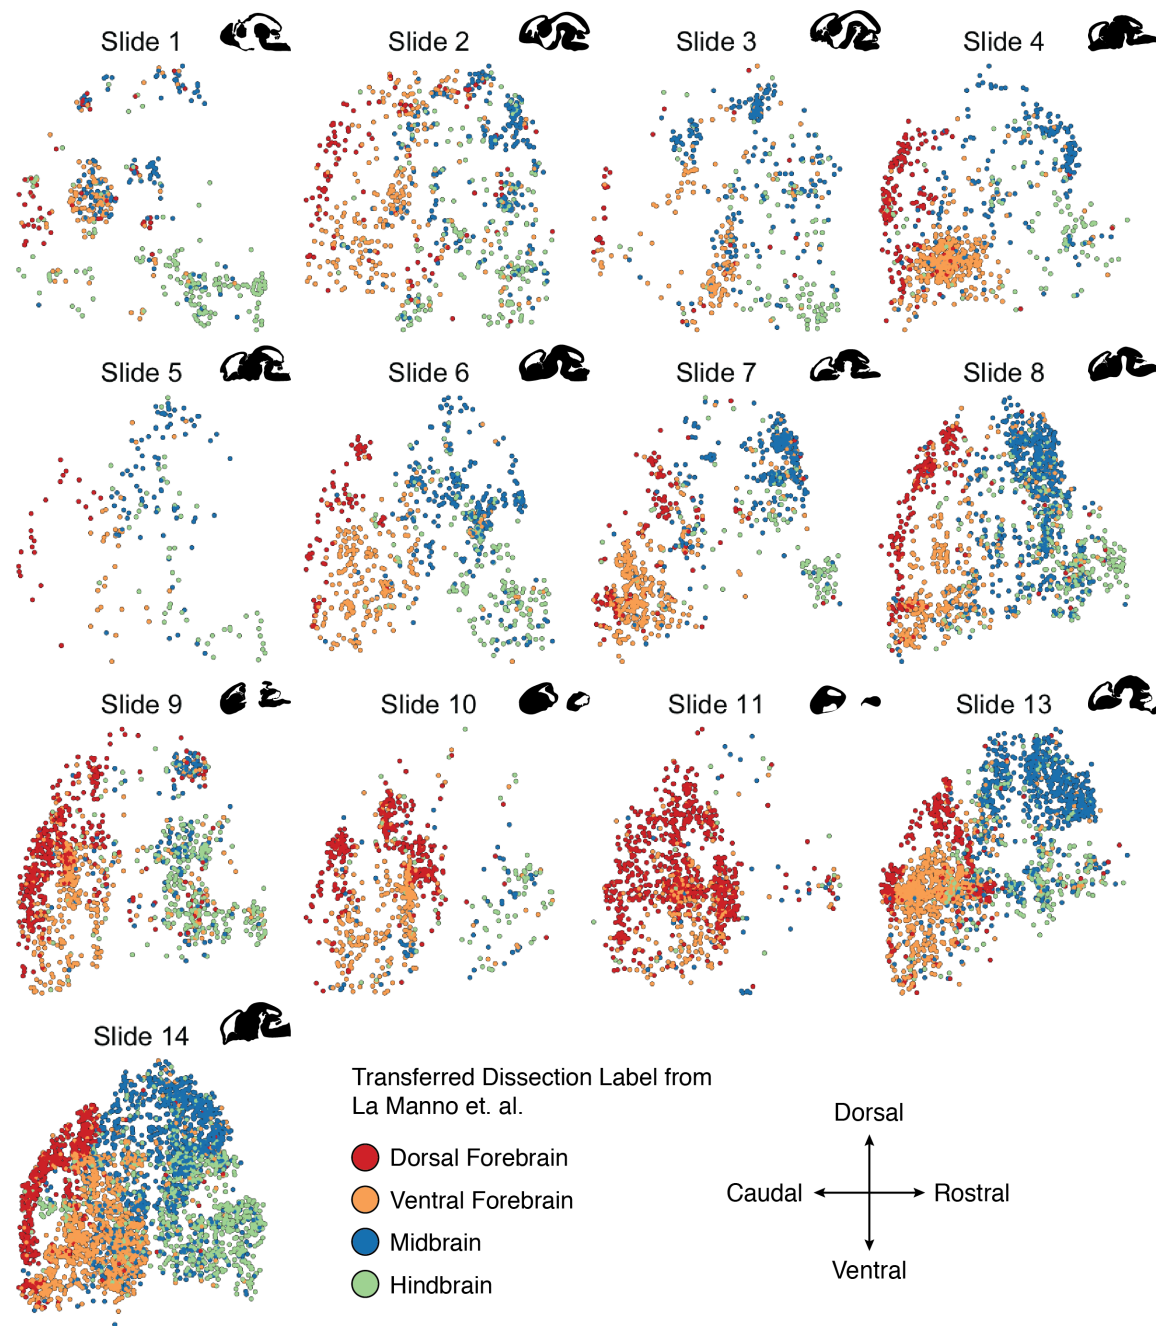 Slide 1
Slide 2
Slide 3
Slide 4
Slide 5
Slide 6
Slide 7
Slide 8
Slide 9
Slide 10
Slide 11
Slide 13
Slide 14
Transferred Dissection Label from
La Manno et. al.
Dorsal Forebrain
Ventral Forebrain
Midbrain
Hindbrain
Dorsal
Caudal
Rostral
Ventral